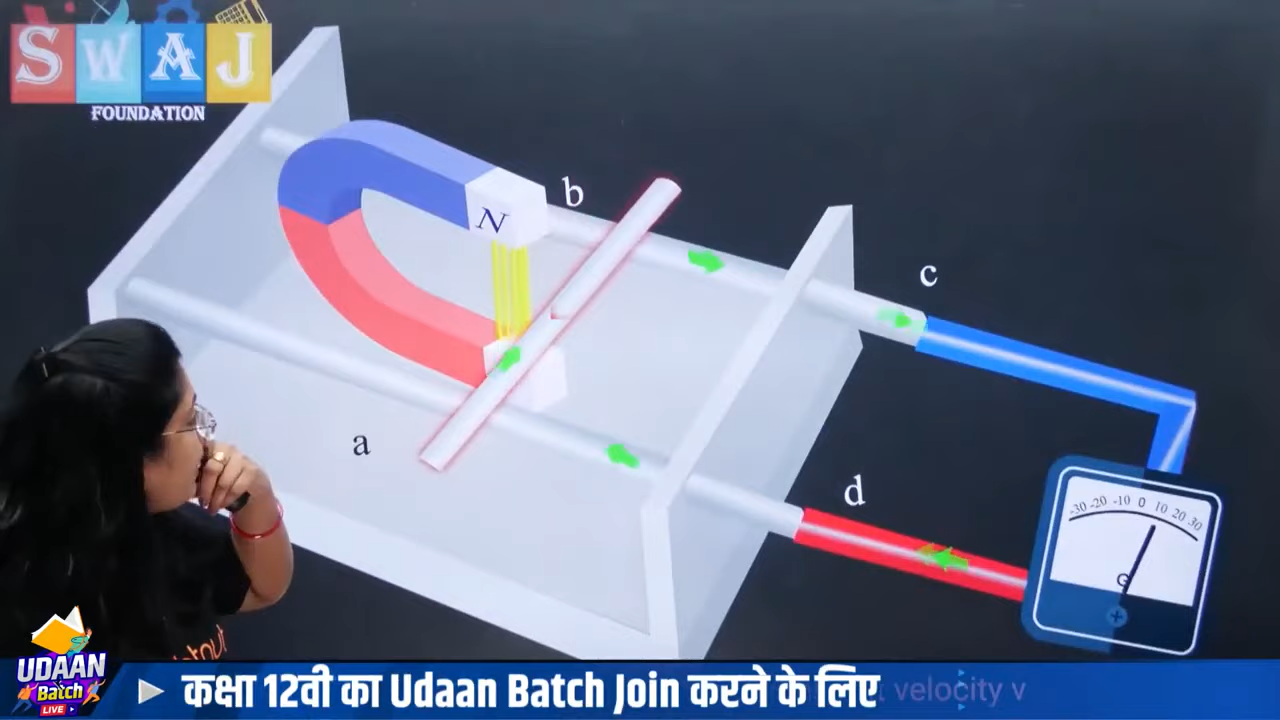 SWAJ
FOUNDATION
N
b
c
a
d
-30 -20 -10 0 10 20 30
G
UDAAN
Batch
LIVE
कक्षा 12वी का Udaan Batch Join करने के लिए
velocity v